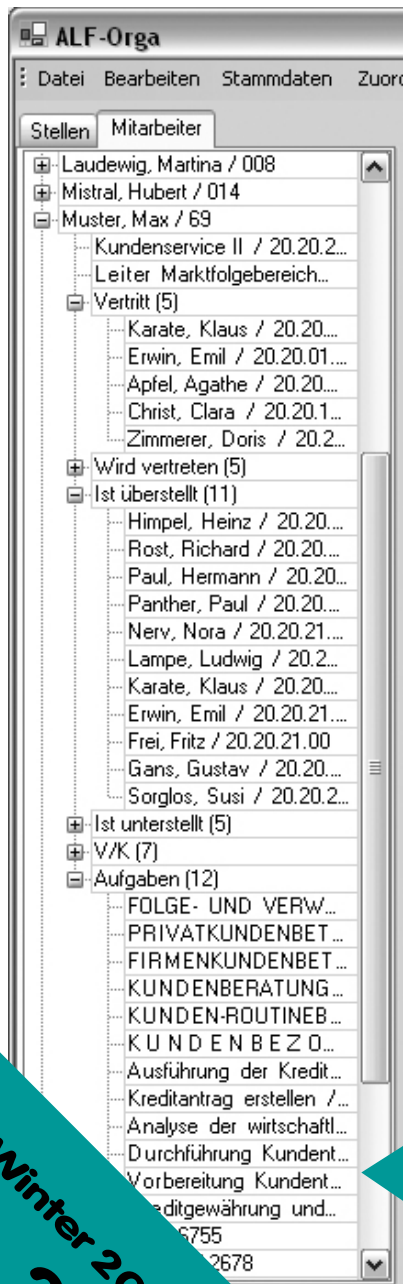 ALF-Orga
Datei Bearbeiten Stammdaten
Stellen Mitarbeiter
Laudewig, Martina / 008
Mistral, Hubert / 014
Muster, Max / 69
Kundenservice II / 20.20.2...
Leiter Marktfolgebereich...
Vertritt (5)
Karate, Klaus / 20.20....
Erwin, Emil / 20.20.01....
Apfel, Agathe / 20.20....
Christ, Clara / 20.20.1...
Zimmerer, Doris / 20.2...
Wird vertreten (5)
Ist überstellt (11)
Himpel, Heinz / 20.20....
Rost, Richard / 20.20....
Paul, Hermann / 20.20...
Panther, Paul / 20.20....
Nerv, Nora / 20.20.21....
Lampe, Ludwig / 20.2...
Karate, Klaus / 20.20....
Erwin, Emil / 20.20.21....
Frei, Fritz / 20.20.21.00
Gans, Gustav / 20.20....
Sorglos, Susi / 20.20.2...
Ist unterstellt (5)
V/K (7)
Aufgaben (12)
FOLGE- UND VERW...
PRIVATKUNDENBET...
FIRMENKUNDENBET...
KUNDENBERATUNG...
KUNDEN-ROUTINEB...
KUNDENBEZO...
Ausführung der Kredit...
Kreditantrag erstellen /...
Analyse der wirtschaftl...
Durchführung Kundent...
Vorbereitung Kundent...
editgewährung und...
6755
2678
Winter